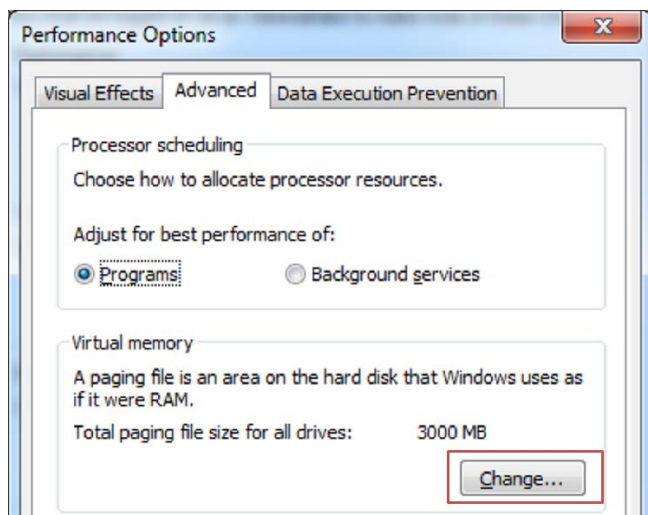 Performance Options
Visual Effects Advanced Data Execution Prevention
Processor scheduling
Choose how to allocate processor resources.
Adjust for best performance of:
Programs Background services
Virtual memory
A paging file is an area on the hard disk that Windows uses as
if it were RAM.
Total paging file size for all drives: 3000 MB
Change...